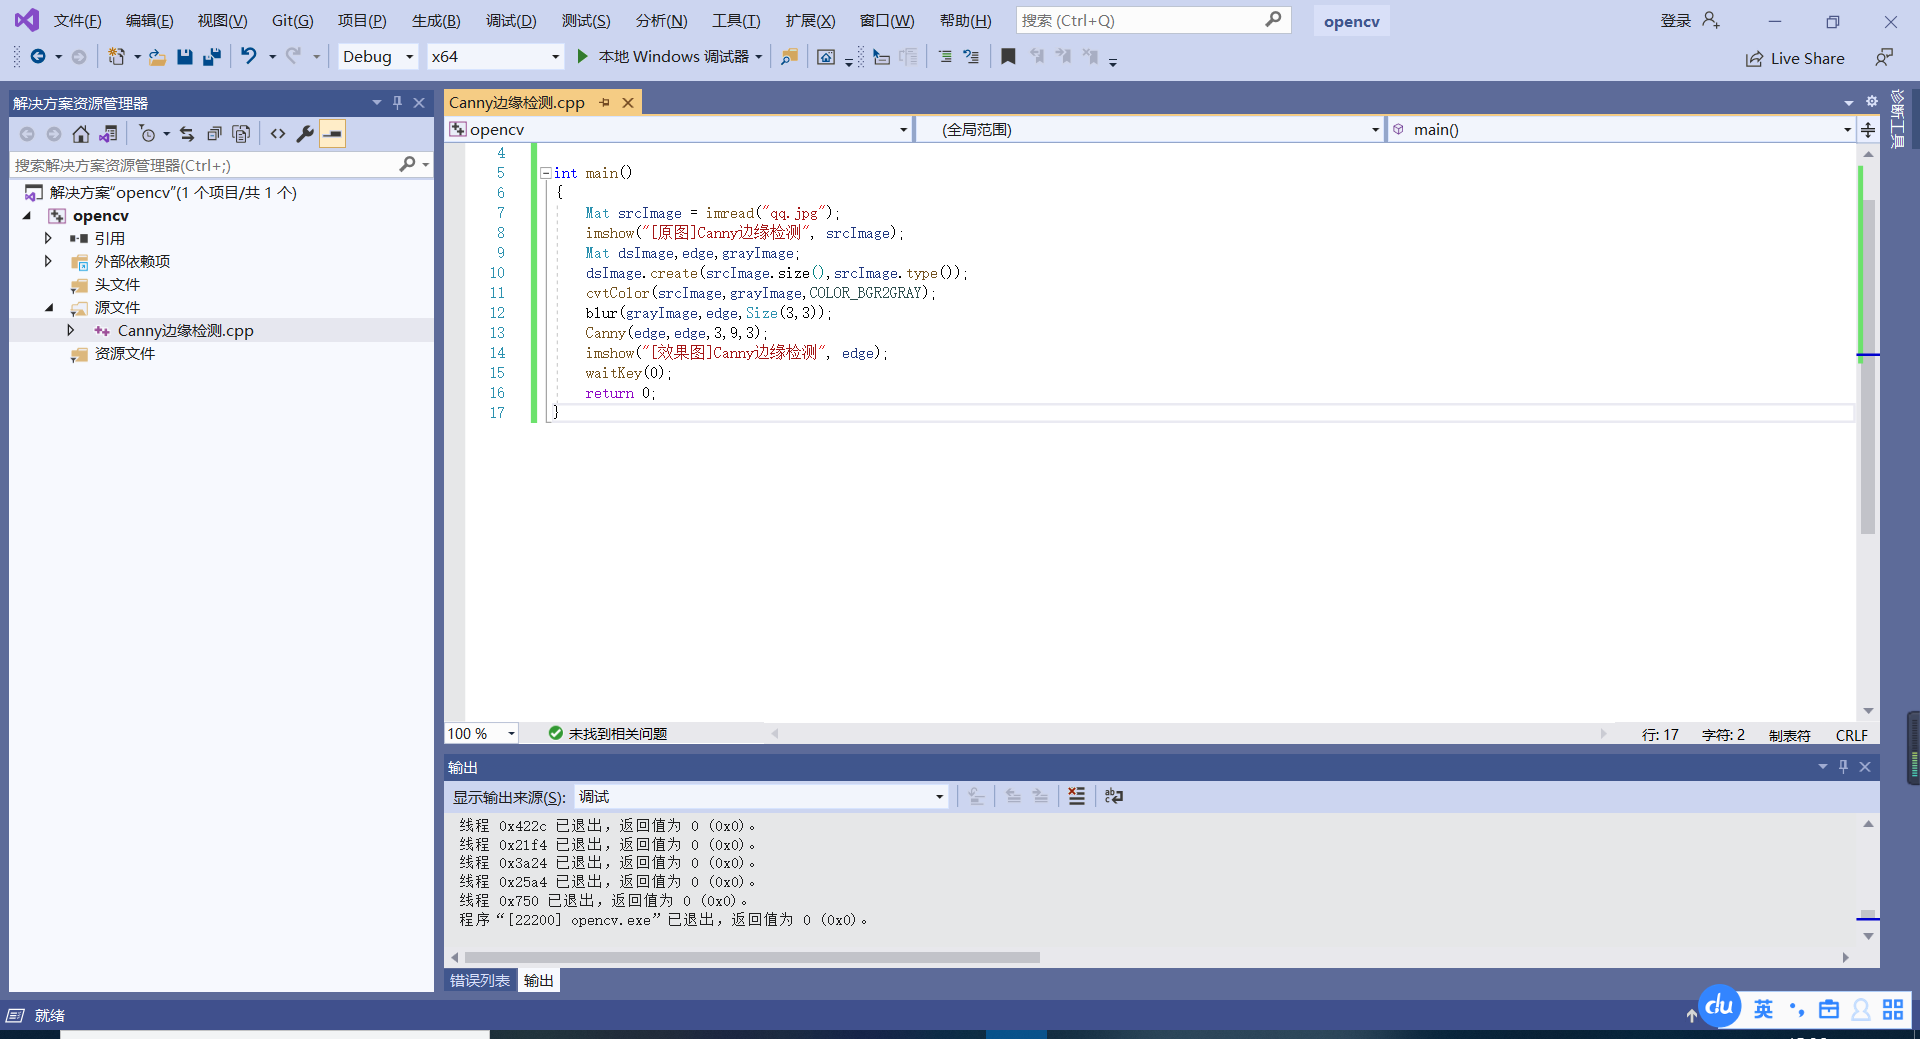 文件(F) 编辑(E) 视图(V) Git(G) 项目(P) 生成(B) 调试(D) 测试(S) 分析(N) 工具(T) 扩展(X) 窗口(W) 帮助(H) 搜索 (Ctrl+Q) opencv 登录
Debug x64 本地 Windows 调试器 Live Share
解决方案资源管理器
搜索解决方案资源管理器(Ctrl+;)
解决方案"opencv"(1 个项目/共 1 个)
opencv
引用
外部依赖项
头文件
源文件
Canny边缘检测.cpp
资源文件
Canny边缘检测.cpp
opencv (全局范围) main()
4
5 int main()
6 {
7 Mat srcImage = imread("qq.jpg");
8 imshow("[原图]Canny边缘检测", srcImage);
9 Mat dsImage,edge,grayImage;
10 dsImage.create(srcImage.size(),srcImage.type());
11 cvtColor(srcImage,grayImage,COLOR_BGR2GRAY);
12 blur(grayImage,edge,Size(3,3));
13 Canny(edge,edge,3,9,3);
14 imshow("[效果图]Canny边缘检测", edge);
15 waitKey(0);
16 return 0;
17 }
100 % 未找到相关问题 行: 17 字符: 2 制表符 CRLF
输出
显示输出来源(S): 调试
线程 0x422c 已退出，返回值为 0 (0x0)。
线程 0x21f4 已退出，返回值为 0 (0x0)。
线程 0x3a24 已退出，返回值为 0 (0x0)。
线程 0x25a4 已退出，返回值为 0 (0x0)。
线程 0x750 已退出，返回值为 0 (0x0)。
程序“[22200] opencv.exe”已退出，返回值为 0 (0x0)。
错误列表 输出
就绪
诊断工具
du 英